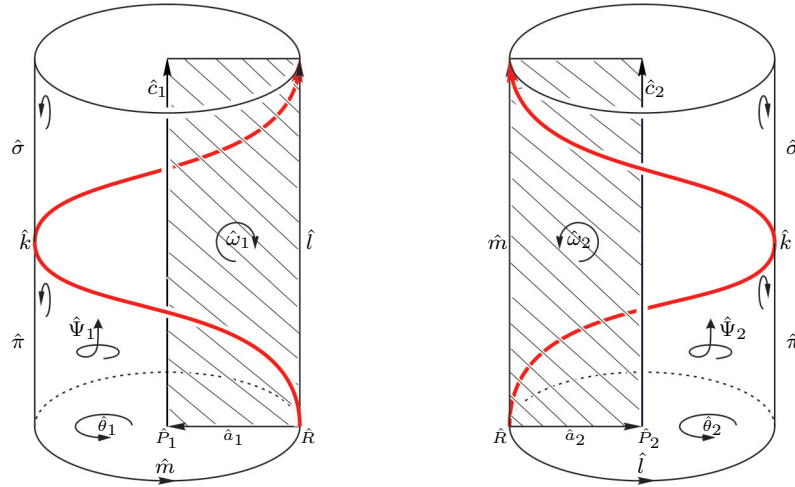 ĉ₁ ĉ₂
σ̂ σ̂
k̂ ω̂₁ l̂ m̂ ω̂₂ k̂
Ψ̂₁ Ψ̂₂
π̂ π̂
θ̂₁ P̂₁ â₁ R̂ R̂ â₂ P̂₂ θ̂₂
m̂ l̂